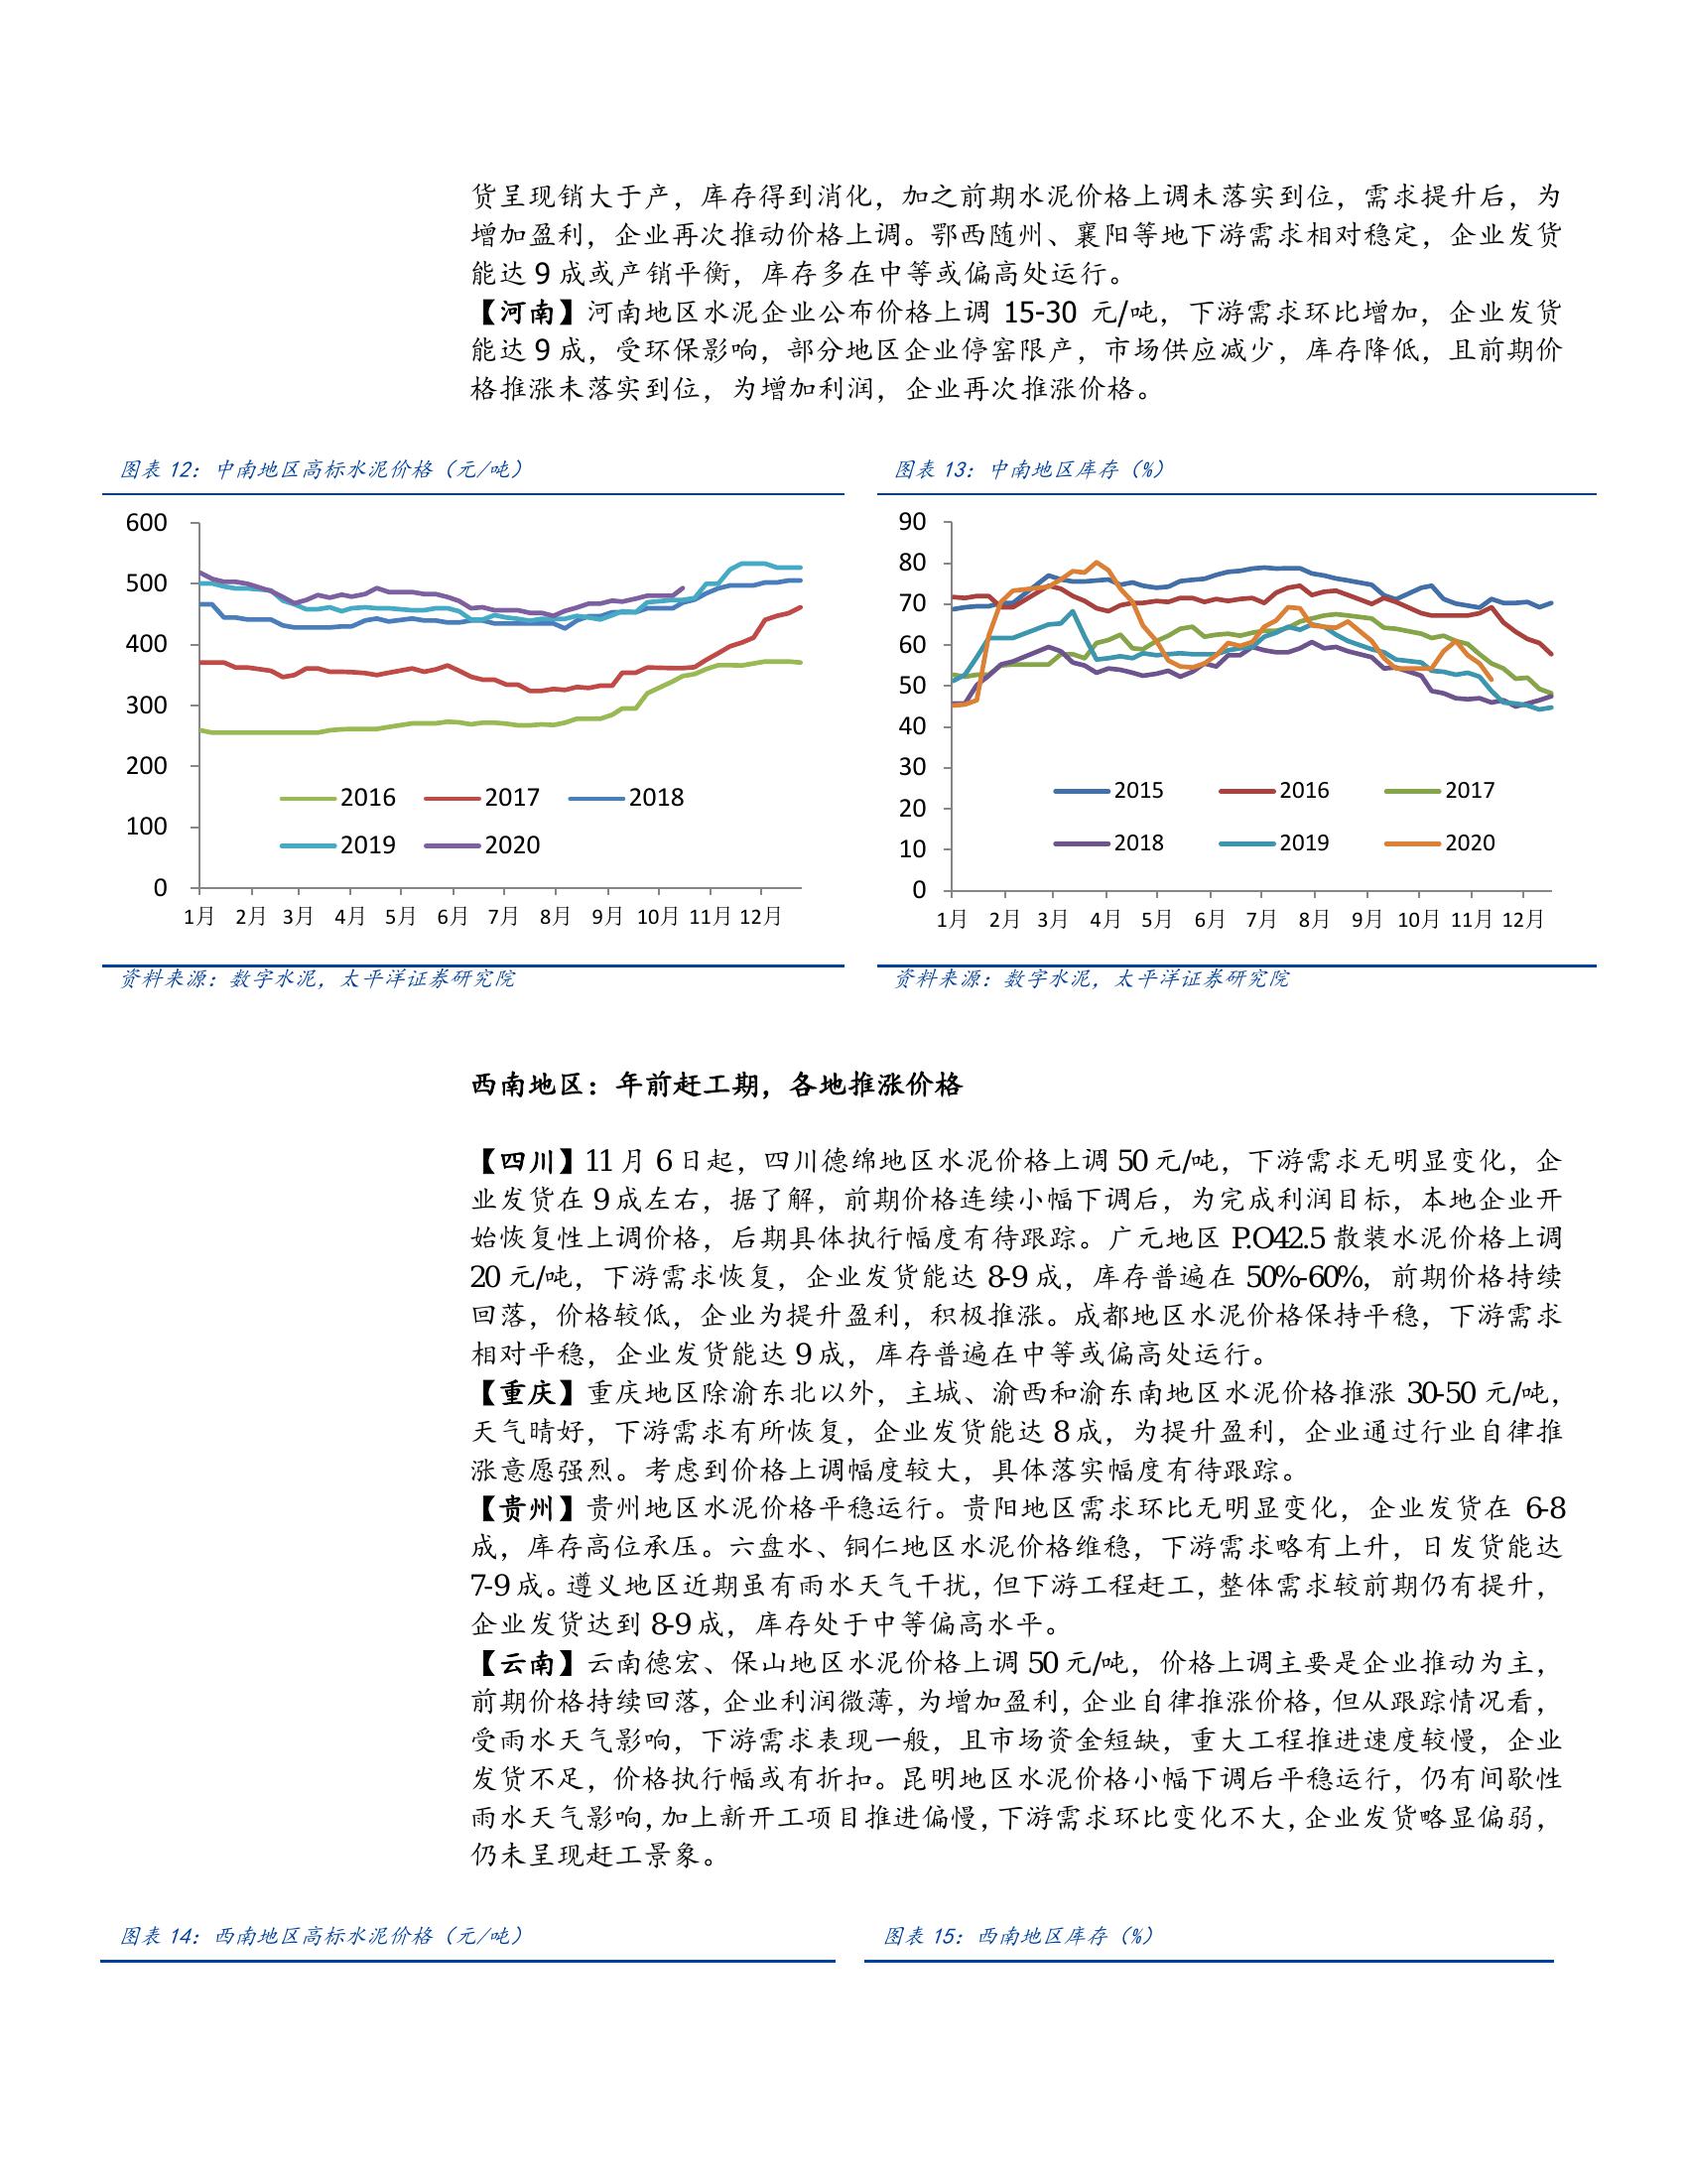 货呈现销大于产，库存得到消化，加之前期水泥价格上调未落实到位，需求提升后，为
增加盈利，企业再次推动价格上调。鄂西随州、襄阳等地下游需求相对稳定，企业发货
能达 9 成或产销平衡，库存多在中等或偏高处运行。
【河南】河南地区水泥企业公布价格上调 15-30 元/吨，下游需求环比增加，企业发货
能达 9 成，受环保影响，部分地区企业停窑限产，市场供应减少，库存降低，且前期价
格推涨未落实到位，为增加利润，企业再次推涨价格。
图表 12：中南地区高标水泥价格（元/吨）
600
500
400
300
200
100
0
2016 2017 2018
2019 2020
1月 2月 3月 4月 5月 6月 7月 8月 9月 10月 11月 12月
资料来源：数字水泥，太平洋证券研究院
图表 13：中南地区库存（%）
90
80
70
60
50
40
30
20
10
0
2015 2016 2017
2018 2019 2020
1月 2月 3月 4月 5月 6月 7月 8月 9月 10月 11月 12月
资料来源：数字水泥，太平洋证券研究院
西南地区：年前赶工期，各地推涨价格
【四川】11 月 6 日起，四川德绵地区水泥价格上调 50 元/吨，下游需求无明显变化，企
业发货在 9 成左右，据了解，前期价格连续小幅下调后，为完成利润目标，本地企业开
始恢复性上调价格，后期具体执行幅度有待跟踪。广元地区 P.O42.5 散装水泥价格上调
20 元/吨，下游需求恢复，企业发货能达 8-9 成，库存普遍在 50%-60%，前期价格持续
回落，价格较低，企业为提升盈利，积极推涨。成都地区水泥价格保持平稳，下游需求
相对平稳，企业发货能达 9 成，库存普遍在中等或偏高处运行。
【重庆】重庆地区除渝东北以外，主城、渝西和渝东南地区水泥价格推涨 30-50 元/吨，
天气晴好，下游需求有所恢复，企业发货能达 8 成，为提升盈利，企业通过行业自律推
涨意愿强烈。考虑到价格上调幅度较大，具体落实幅度有待跟踪。
【贵州】贵州地区水泥价格平稳运行。贵阳地区需求环比无明显变化，企业发货在 6-8
成，库存高位承压。六盘水、铜仁地区水泥价格维稳，下游需求略有上升，日发货能达
7-9 成。遵义地区近期虽有雨水天气干扰，但下游工程赶工，整体需求较前期仍有提升，
企业发货达到 8-9 成，库存处于中等偏高水平。
【云南】云南德宏、保山地区水泥价格上调 50 元/吨，价格上调主要是企业推动为主，
前期价格持续回落，企业利润微薄，为增加盈利，企业自律推涨价格，但从跟踪情况看，
受雨水天气影响，下游需求表现一般，且市场资金短缺，重大工程推进速度较慢，企业
发货不足，价格执行幅或有折扣。昆明地区水泥价格小幅下调后平稳运行，仍有间歇性
雨水天气影响，加上新开工项目推进偏慢，下游需求环比变化不大，企业发货略显偏弱，
仍未呈现赶工景象。
图表 14：西南地区高标水泥价格（元/吨）
图表 15：西南地区库存（%）